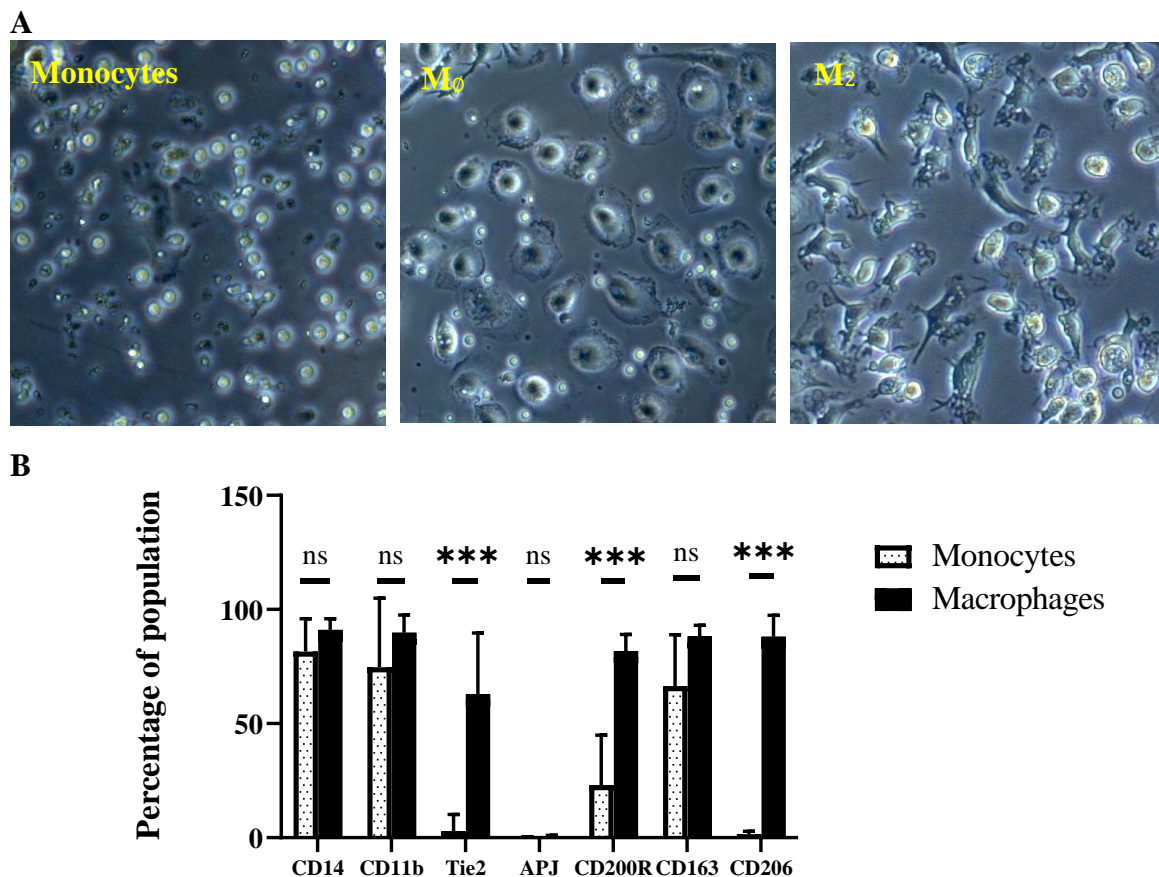 A
Monocytes
Mø
M2
B
Percentage of population
150
100
50
0
ns
ns
***
ns
***
ns
***
Monocytes
Macrophages
CD14 CD11b Tie2 APJ CD200R CD163 CD206